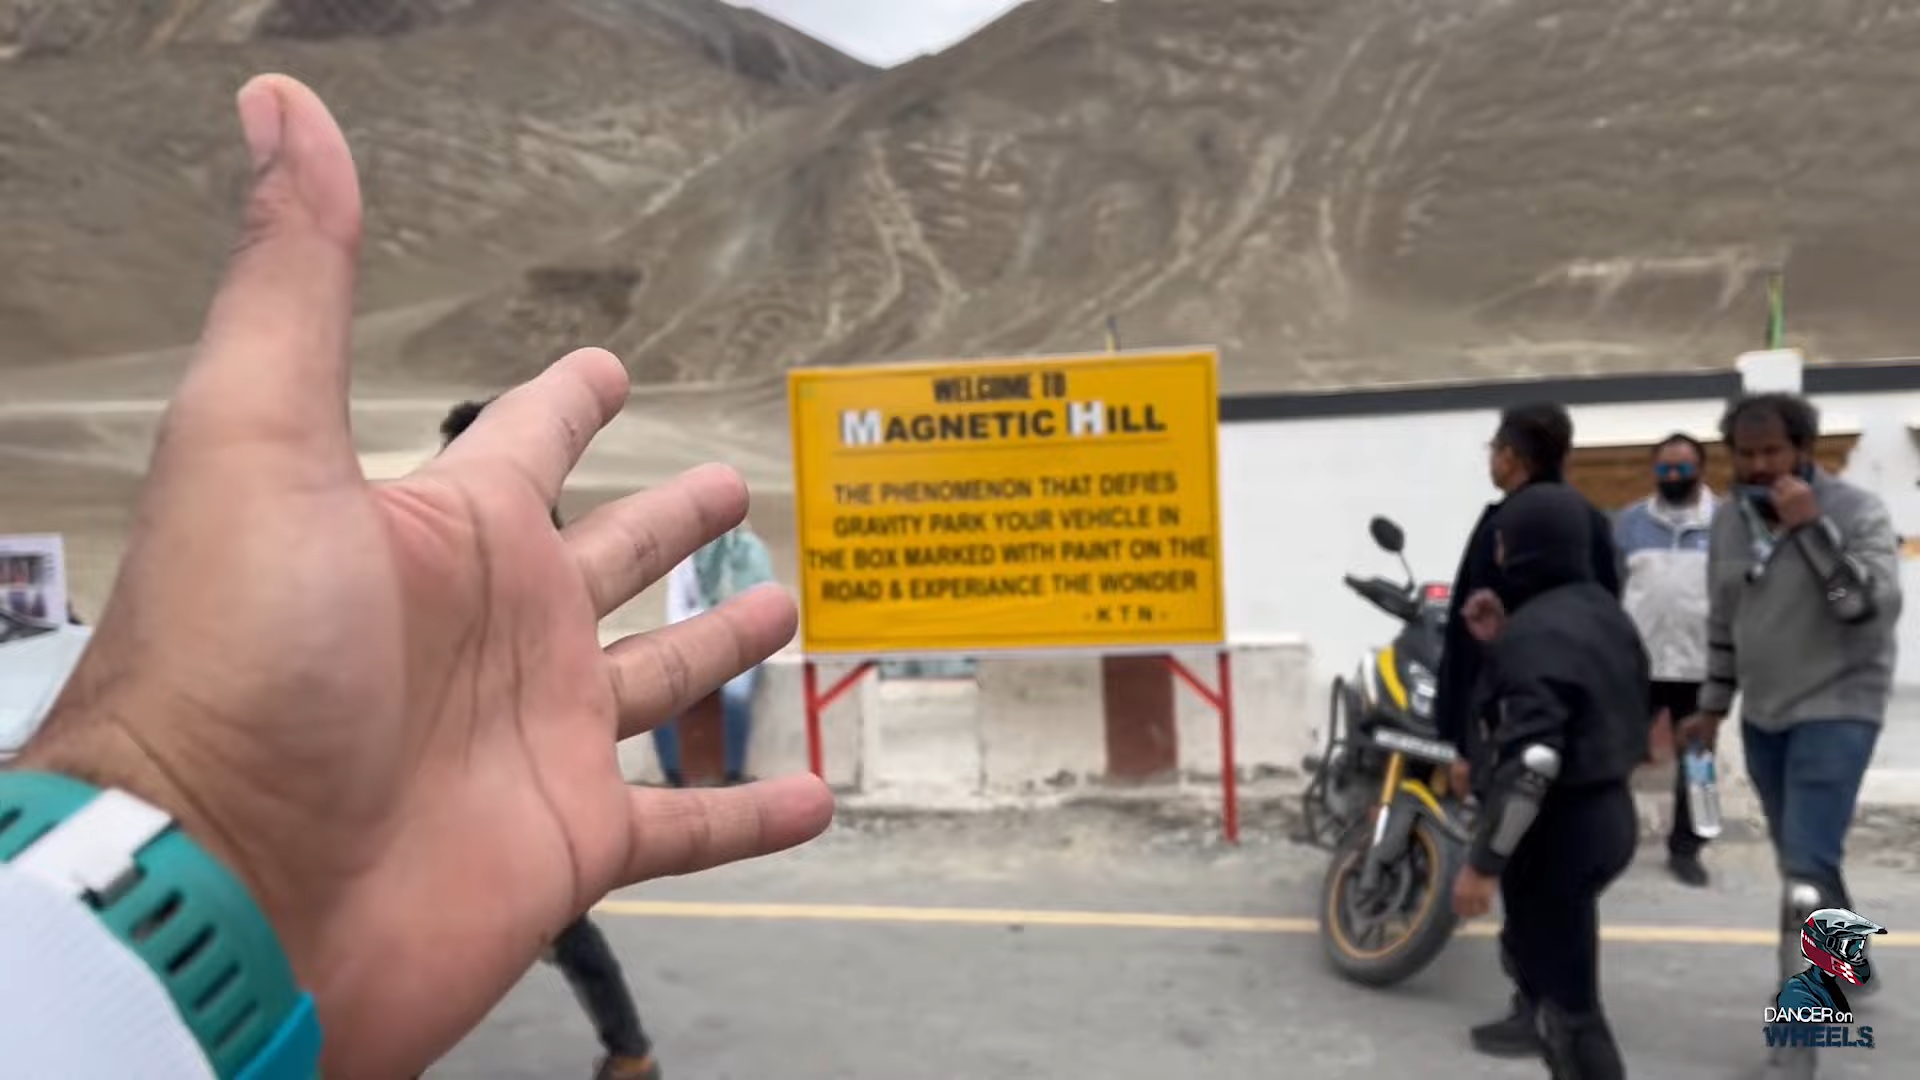 WELCOME TO
MAGNETIC HILL
THE PHENOMENON THAT DEFIES
GRAVITY PARK YOUR VEHICLE IN
THE BOX MARKED WITH PAINT ON THE
ROAD & EXPERIANCE THE WONDER
- K T N -
DANCER on
WHEELS